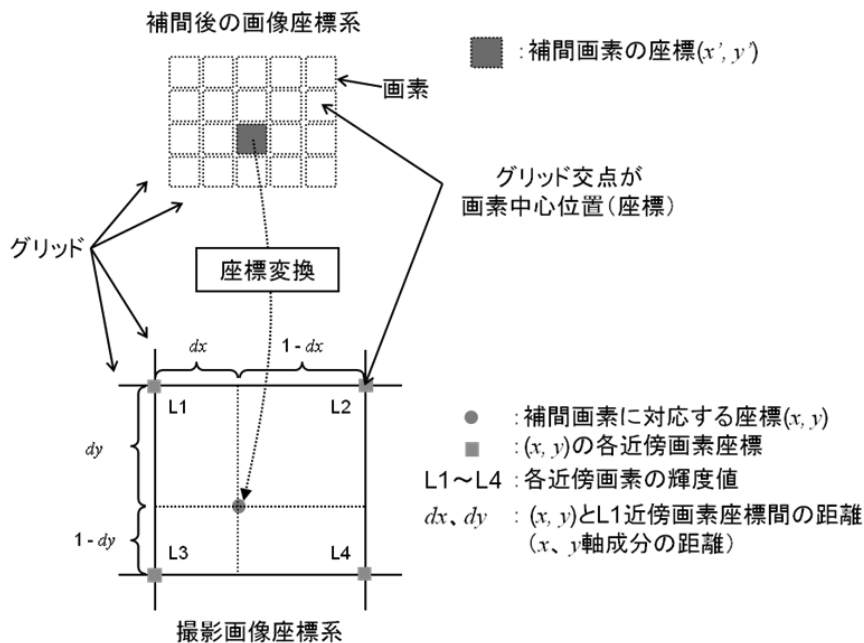 補間後の画像座標系
：補間画素の座標(x’, y’)
画素
グリッド交点が
画素中心位置（座標）
グリッド
座標変換
dx
1 - dx
L1
L2
dy
1 - dy
L3
L4
撮影画像座標系
：補間画素に対応する座標(x, y)
：(x, y)の各近傍画素座標
L1～L4：各近傍画素の輝度値
dx、dy ：(x, y)とL1近傍画素座標間の距離
（x、y軸成分の距離）